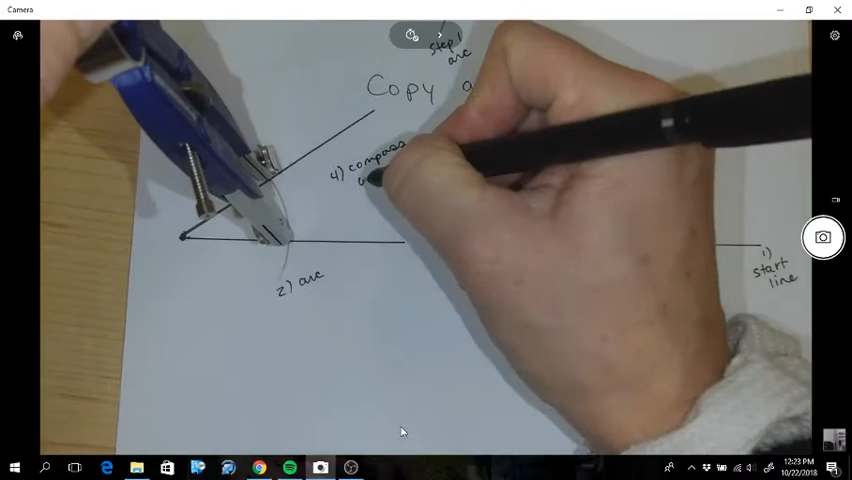 Camera
step 1
arc
Copy a
4) compass
1)
start
line
2) arc
12:23 PM
10/22/2018